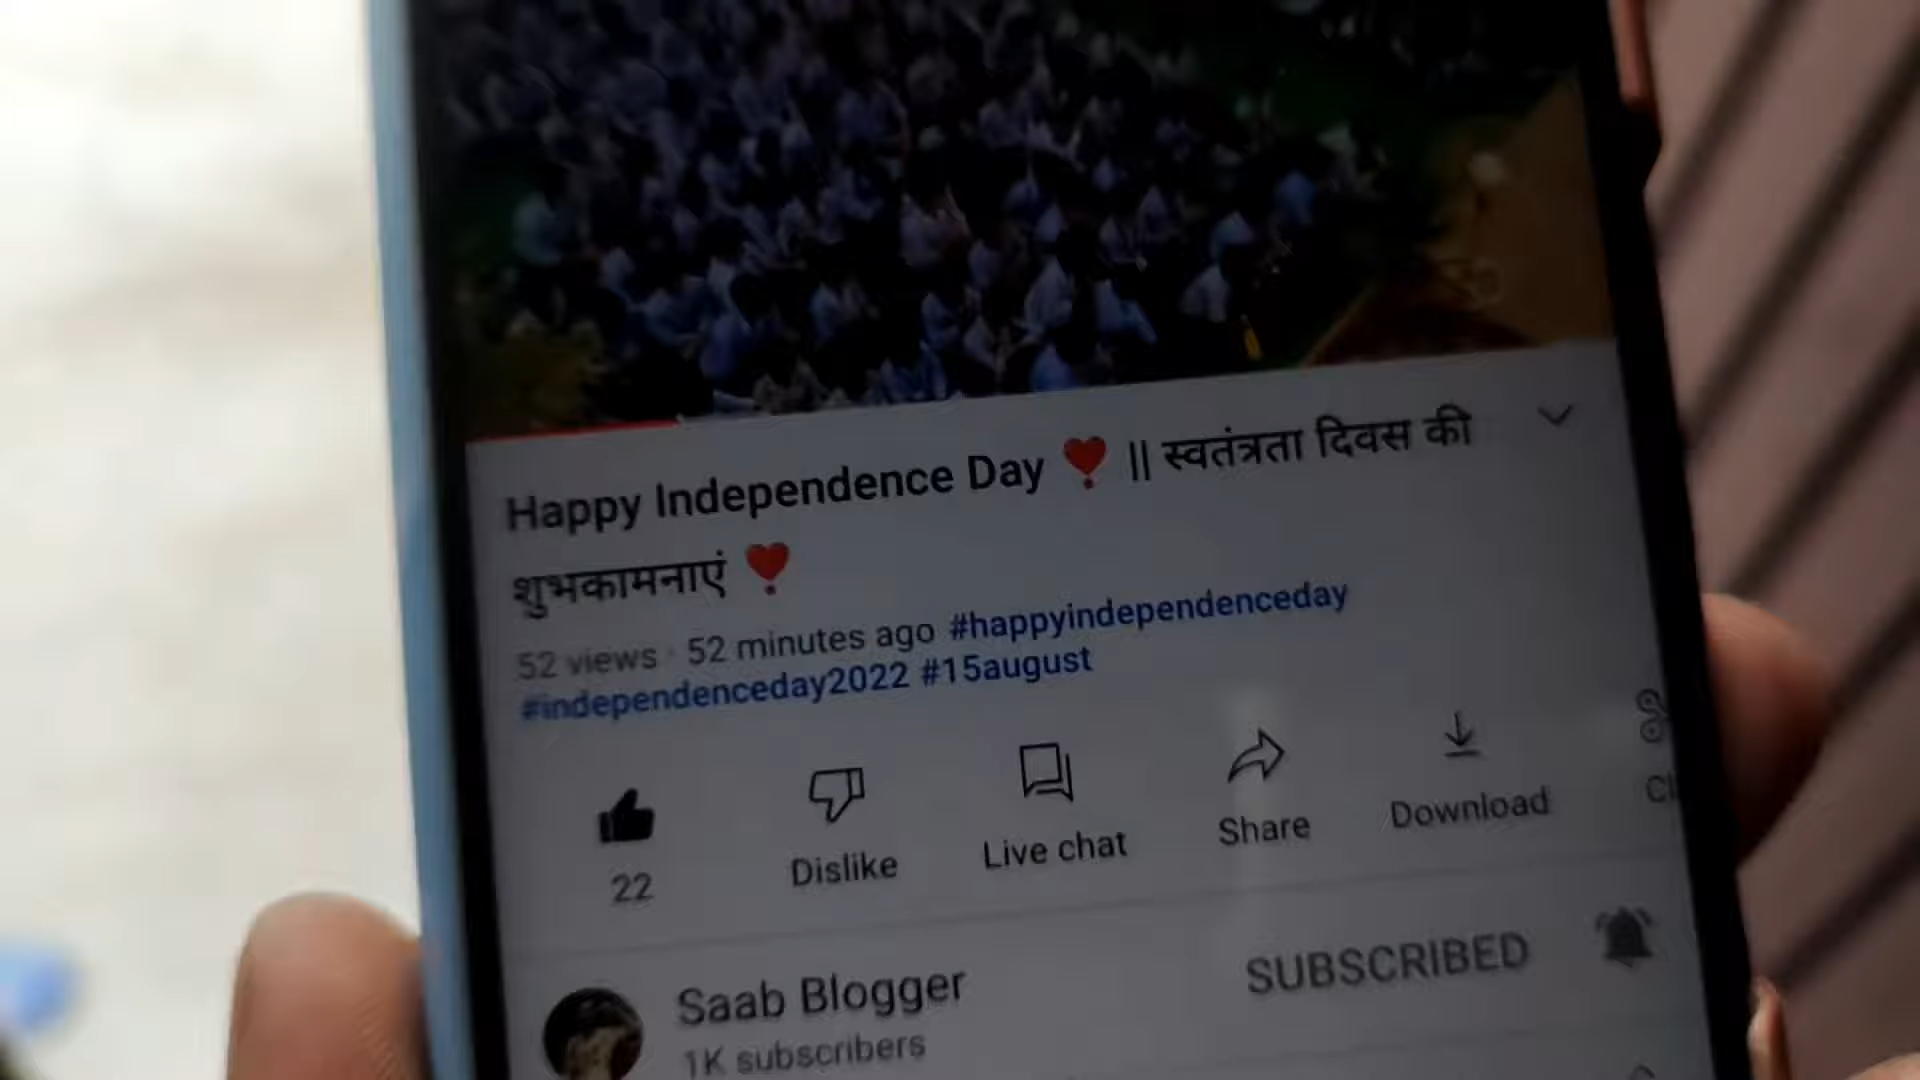 Happy Independence Day ❣ || स्वतंत्रता दिवस की
शुभकामनाएं ❣
52 views · 52 minutes ago #happyindependenceday
#independenceday2022 #15august
22
Dislike
Live chat
Share
Download
Saab Blogger
SUBSCRIBED
1K subscribers